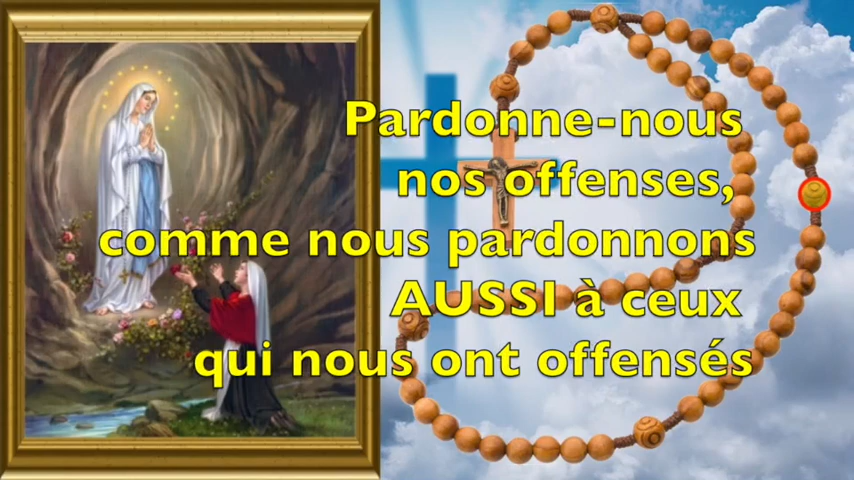 Pardonne-nous
nos offenses,
comme nous pardonnons
AUSSI à ceux
qui nous ont offensés